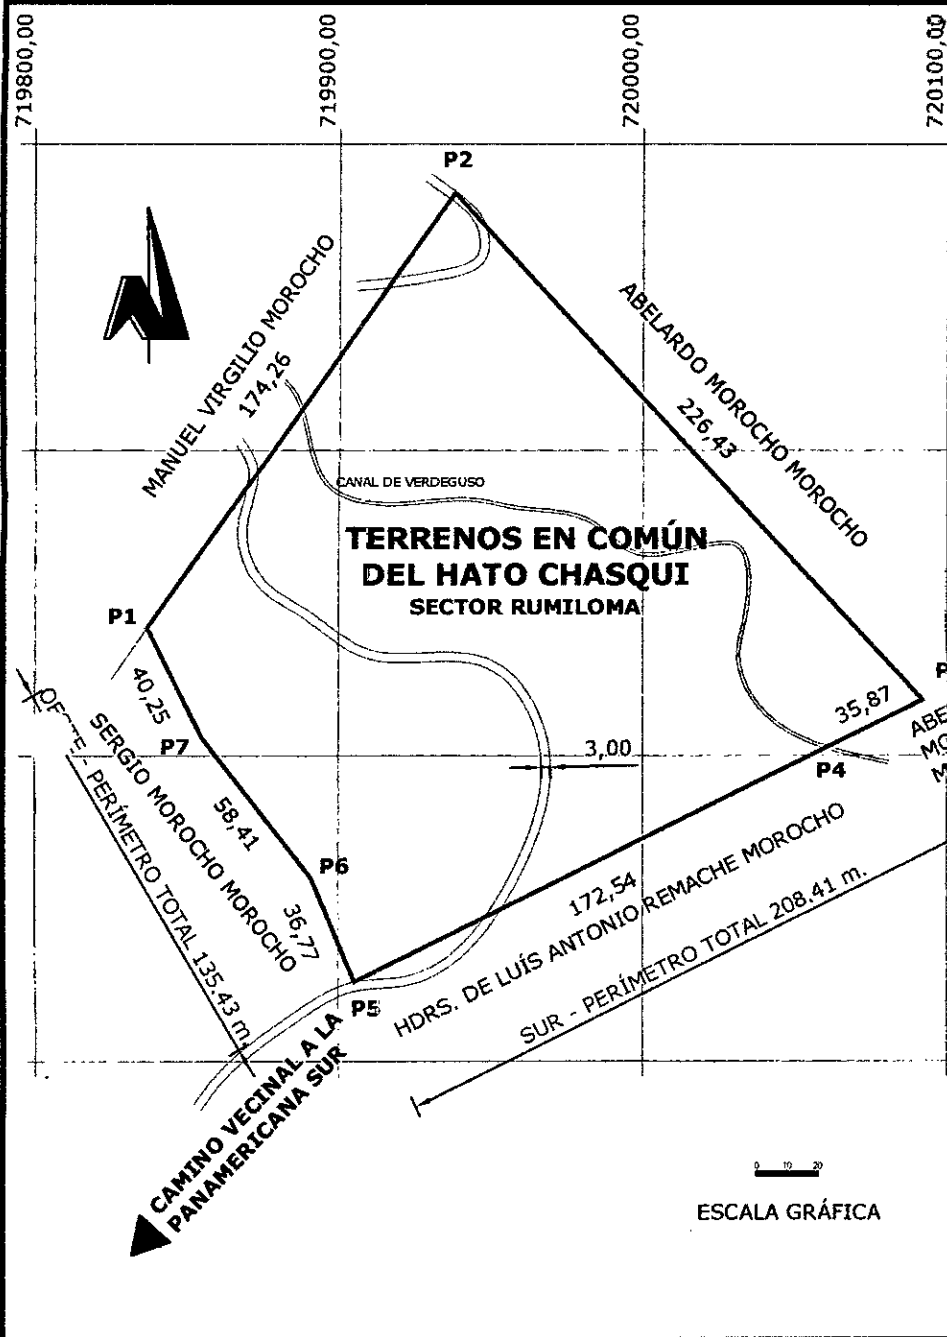 719800,00
719900,00
720000,00
720100,00
P2
MANUEL VIRGILIO MOROCHO
174,26
ABELARDO MOROCHO MOROCHO
226,43
CANAL DE VERDEGUSO
TERRENOS EN COMÚN
DEL HATO CHASQUI
SECTOR RUMILOMA
P1
40,25
P7
35,87
P
ABE
MO
M
3,00
P4
OESTE - PERÍMETRO TOTAL 135.43 m.
SERGIO MOROCHO MOROCHO
58,41
P6
36,77
172,54
P5
HDRS. DE LUÍS ANTONIO REMACHE MOROCHO
SUR - PERÍMETRO TOTAL 208.41 m.
CAMINO VECINAL A LA
PANAMERICANA SUR
0 10 20
ESCALA GRÁFICA